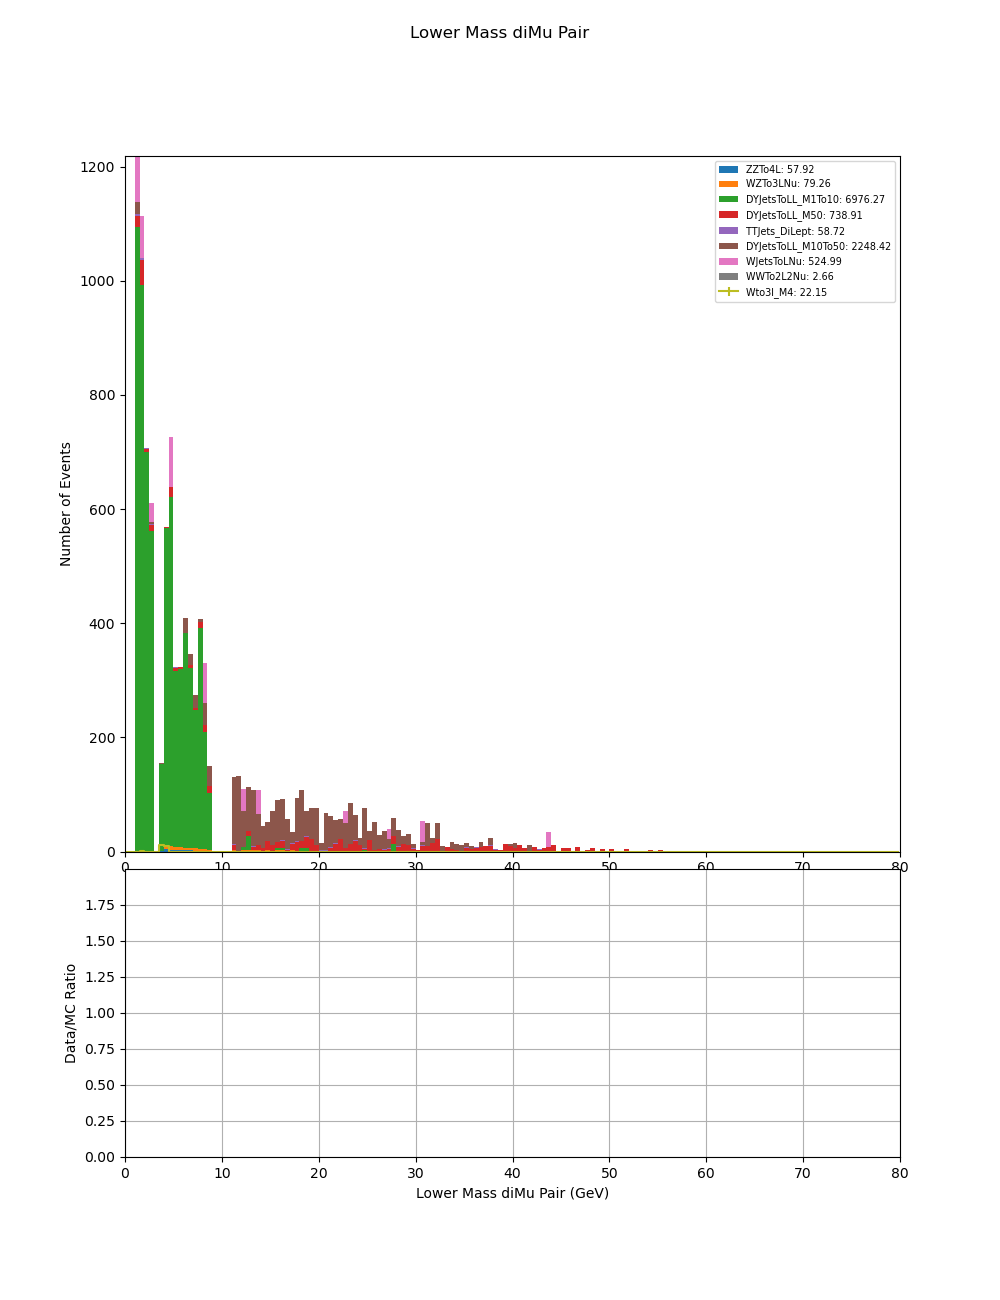 Lower Mass diMu Pair
1200
1000
800
600
400
200
0
Number of Events
ZZTo4L: 57.92
WZTo3LNu: 79.26
DYJetsToLL_M1To10: 6976.27
DYJetsToLL_M50: 738.91
TTJets_DiLept: 58.72
DYJetsToLL_M10To50: 2248.42
WJetsToLNu: 524.99
WWTo2L2Nu: 2.66
Wto3l_M4: 22.15
0 10 20 30 40 50 60 70 80
1.75
1.50
1.25
1.00
0.75
0.50
0.25
0.00
Data/MC Ratio
0 10 20 30 40 50 60 70 80
Lower Mass diMu Pair (GeV)